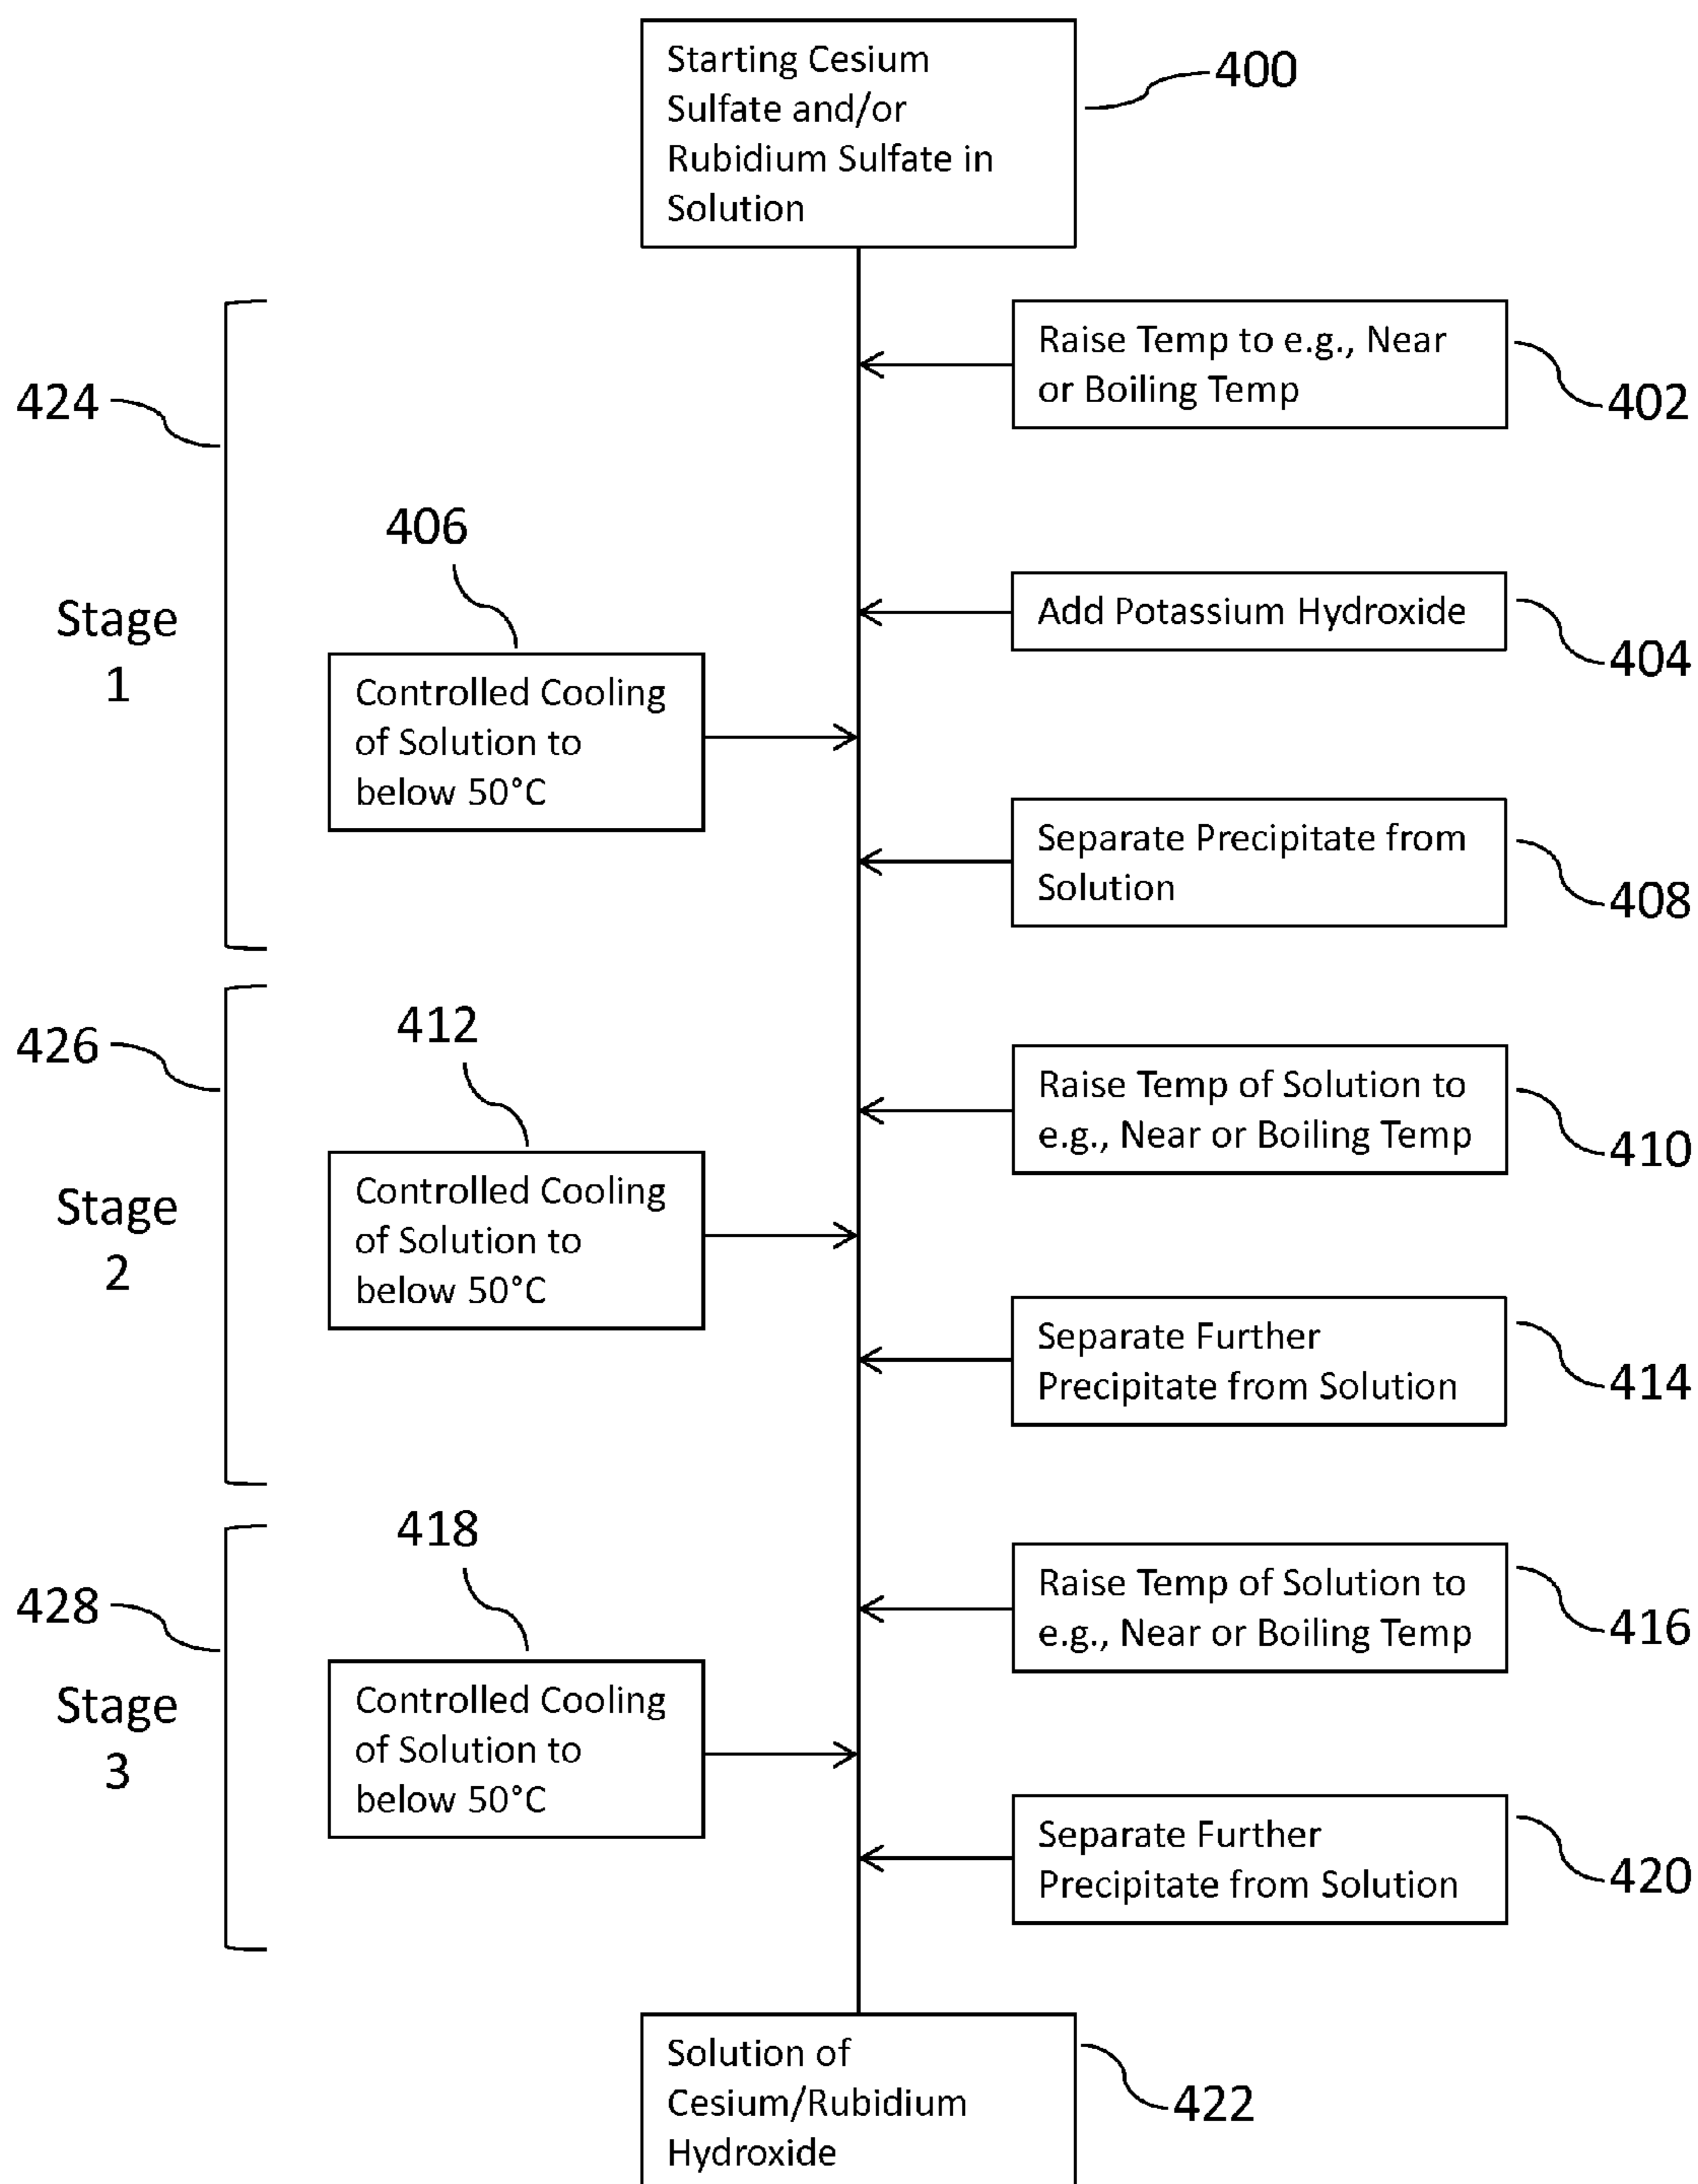 Starting Cesium
Sulfate and/or
Rubidium Sulfate in
Solution
400
Raise Temp to e.g., Near
or Boiling Temp
402
424
406
Stage
1
Add Potassium Hydroxide
404
Controlled Cooling
of Solution to
below 50°C
Separate Precipitate from
Solution
408
426
412
Stage
2
Raise Temp of Solution to
e.g., Near or Boiling Temp
410
Controlled Cooling
of Solution to
below 50°C
Separate Further
Precipitate from Solution
414
428
418
Stage
3
Raise Temp of Solution to
e.g., Near or Boiling Temp
416
Controlled Cooling
of Solution to
below 50°C
Separate Further
Precipitate from Solution
420
Solution of
Cesium/Rubidium
Hydroxide
422